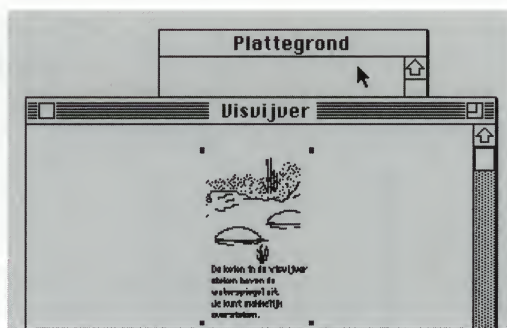 Plattegrond
Visvijver
De keien in de visvijver
steken boven de
waterspiegel uit.
Je kunt makkelijk
oversteken.